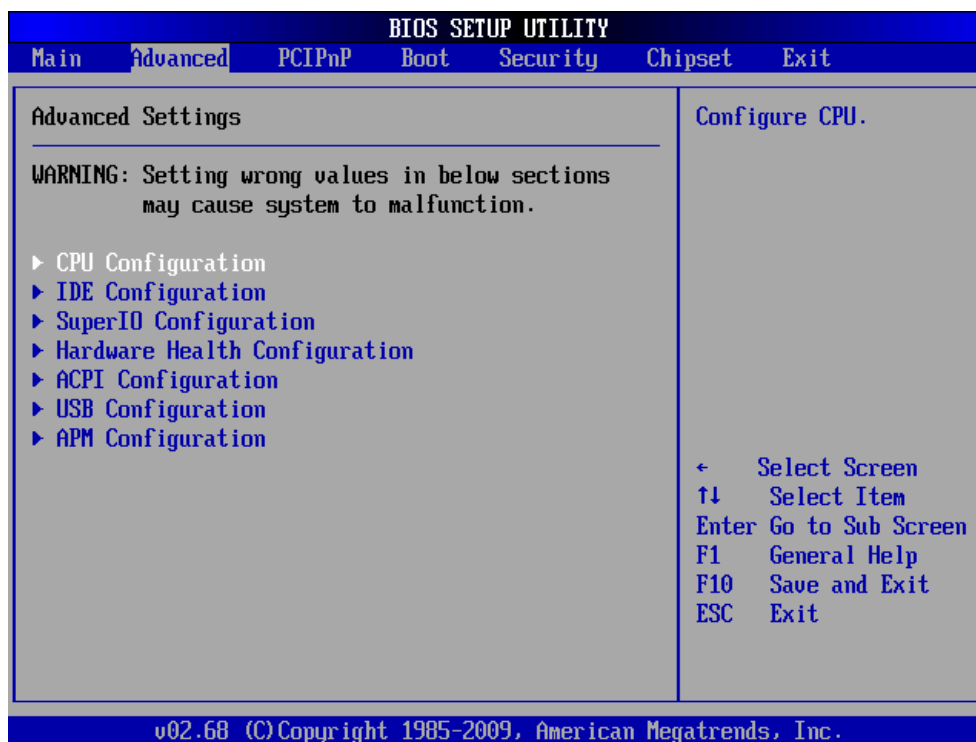 BIOS SETUP UTILITY
Main Advanced PCIPnP Boot Security Chipset Exit
Advanced Settings
WARNING: Setting wrong values in below sections
may cause system to malfunction.
▶ CPU Configuration
▶ IDE Configuration
▶ SuperIO Configuration
▶ Hardware Health Configuration
▶ ACPI Configuration
▶ USB Configuration
▶ APM Configuration
Configure CPU.
← Select Screen
↑↓ Select Item
Enter Go to Sub Screen
F1 General Help
F10 Save and Exit
ESC Exit
v02.68 (C)Copyright 1985-2009, American Megatrends, Inc.